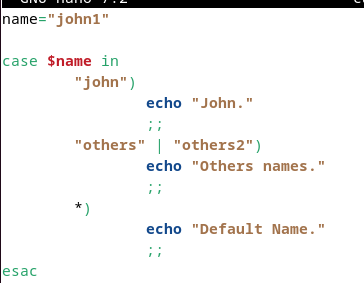 GNU nano 7.2
name="john1"
case $name in
"john")
echo "John."
;;
"others" | "others2")
echo "Others names."
;;
*)
echo "Default Name."
;;
esac